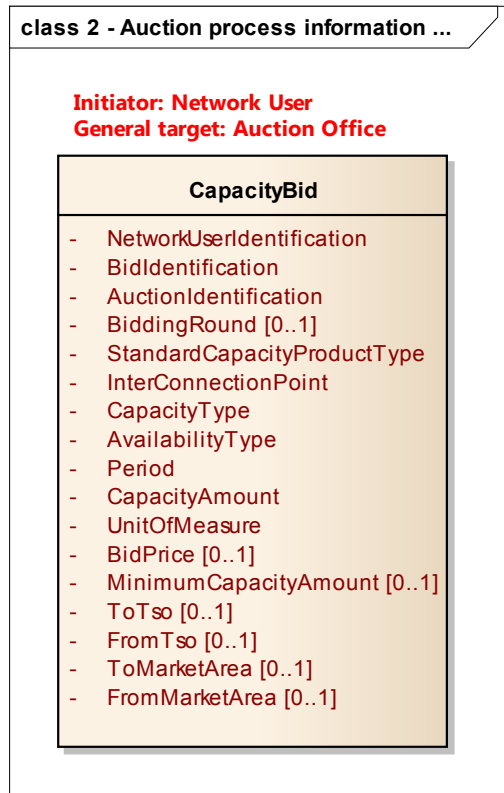 class 2 - Auction process information ...
Initiator: Network User
General target: Auction Office
CapacityBid
- NetworkUserIdentification
- BidIdentification
- AuctionIdentification
- BiddingRound [0..1]
- StandardCapacityProductType
- InterConnectionPoint
- CapacityType
- AvailabilityType
- Period
- CapacityAmount
- UnitOfMeasure
- BidPrice [0..1]
- MinimumCapacityAmount [0..1]
- ToTso [0..1]
- FromTso [0..1]
- ToMarketArea [0..1]
- FromMarketArea [0..1]